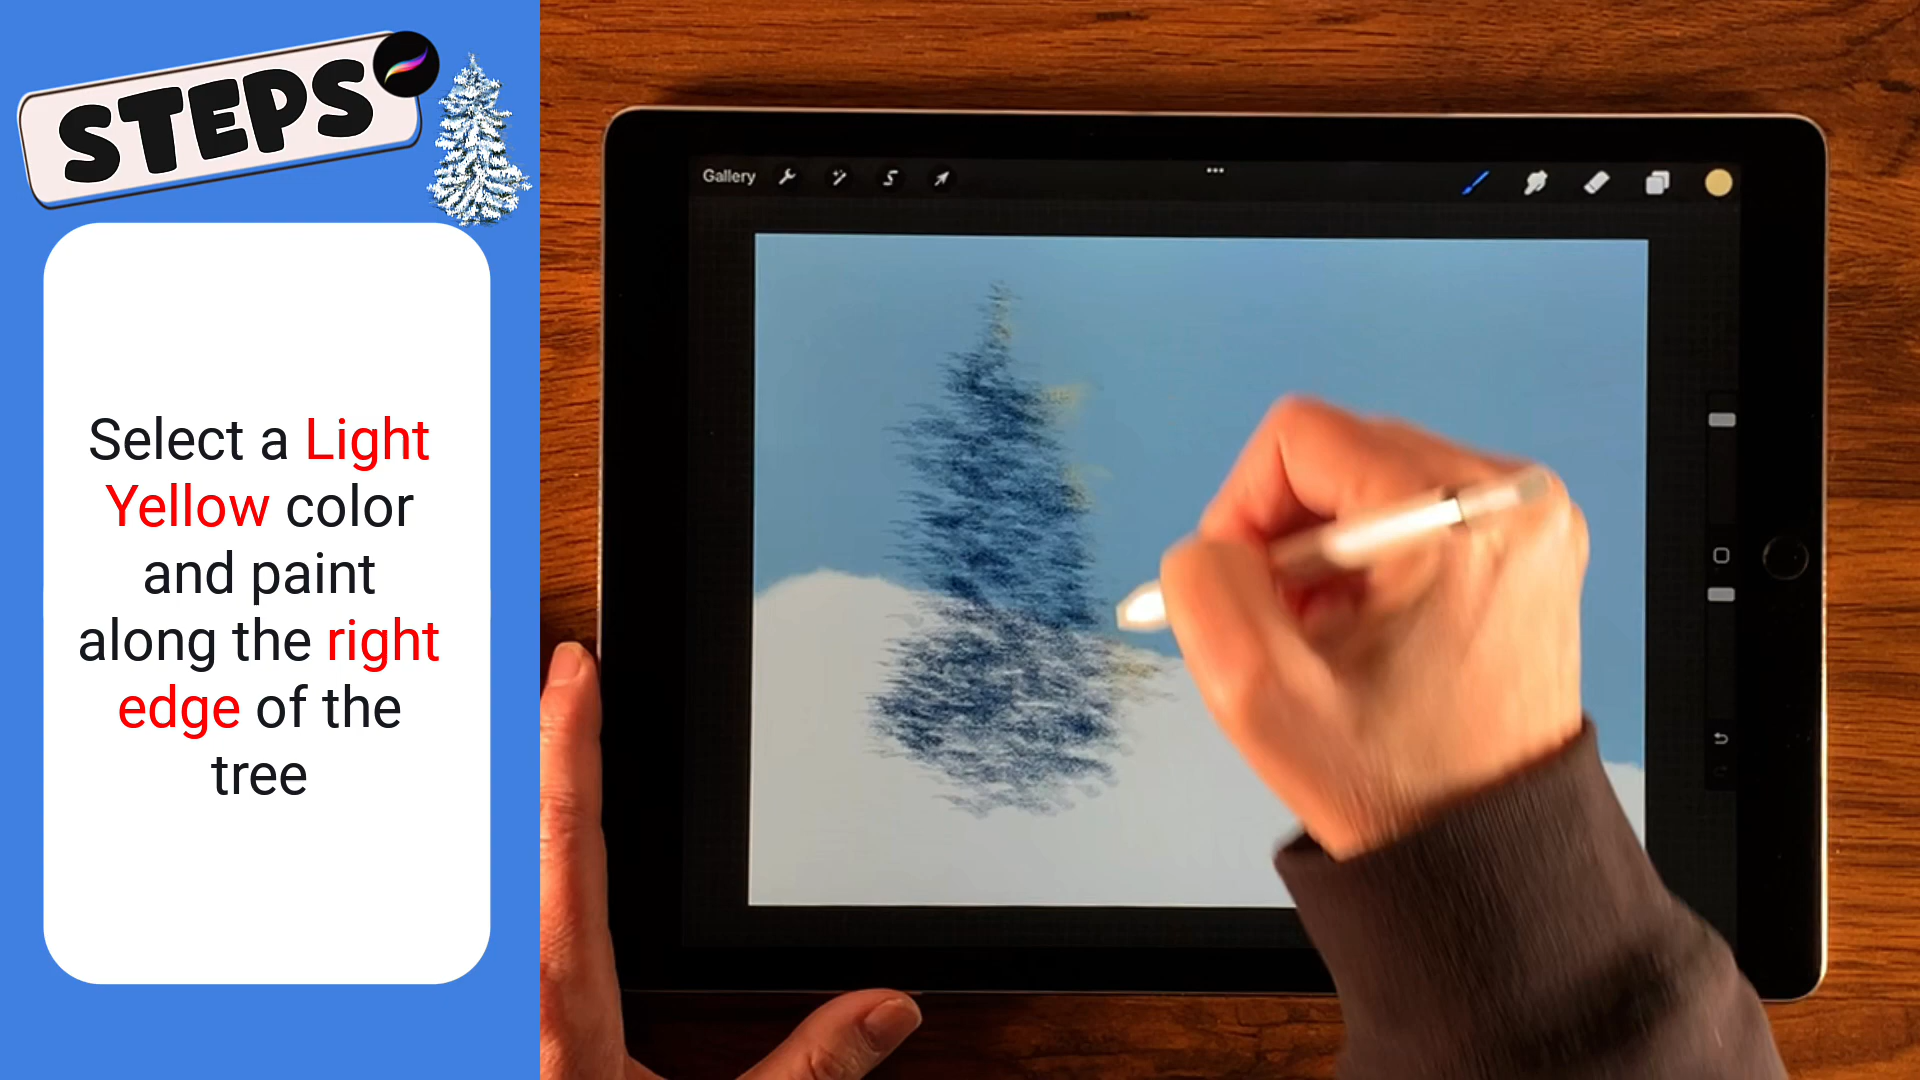 STEPS
Select a Light
Yellow color
and paint
along the right
edge of the
tree
Gallery